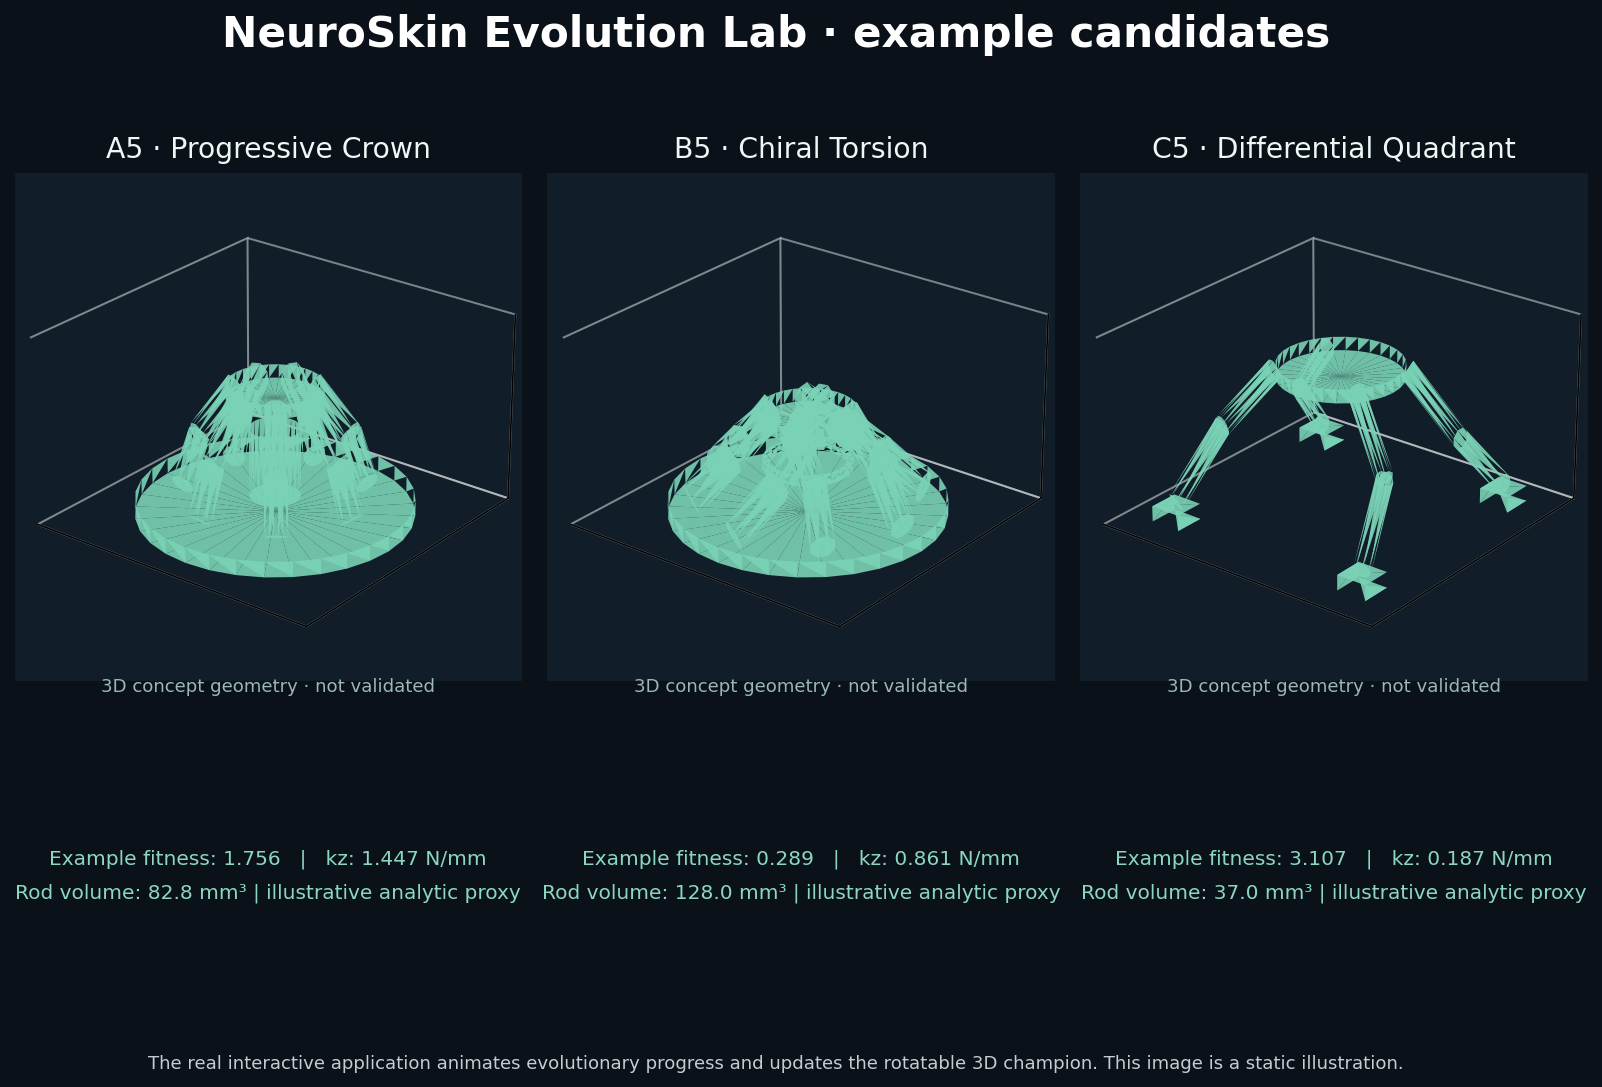 NeuroSkin Evolution Lab · example candidates
A5 · Progressive Crown
B5 · Chiral Torsion
C5 · Differential Quadrant
3D concept geometry · not validated
3D concept geometry · not validated
3D concept geometry · not validated
Example fitness: 1.756 | kz: 1.447 N/mm
Rod volume: 82.8 mm³ | illustrative analytic proxy
Example fitness: 0.289 | kz: 0.861 N/mm
Rod volume: 128.0 mm³ | illustrative analytic proxy
Example fitness: 3.107 | kz: 0.187 N/mm
Rod volume: 37.0 mm³ | illustrative analytic proxy
The real interactive application animates evolutionary progress and updates the rotatable 3D champion. This image is a static illustration.